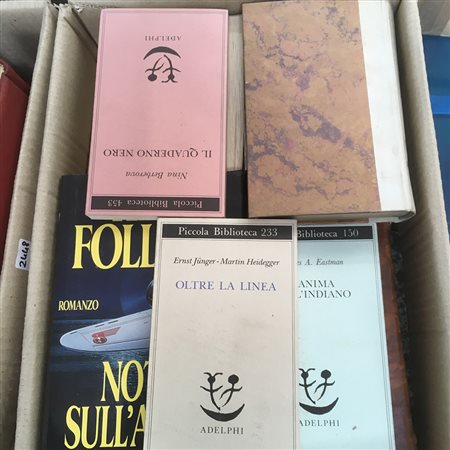 ADELPHI
IL QUADERNO NERO
Nina Berberova
Piccola Biblioteca 453
2448
FOLL
ROMANZO
NOT
SULL'A
Piccola Biblioteca 233
Ernst Jünger - Martin Heidegger
OLTRE LA LINEA
ADELPHI
Biblioteca 150
es A. Eastman
ANIMA
L'INDIANO
ADELPHI